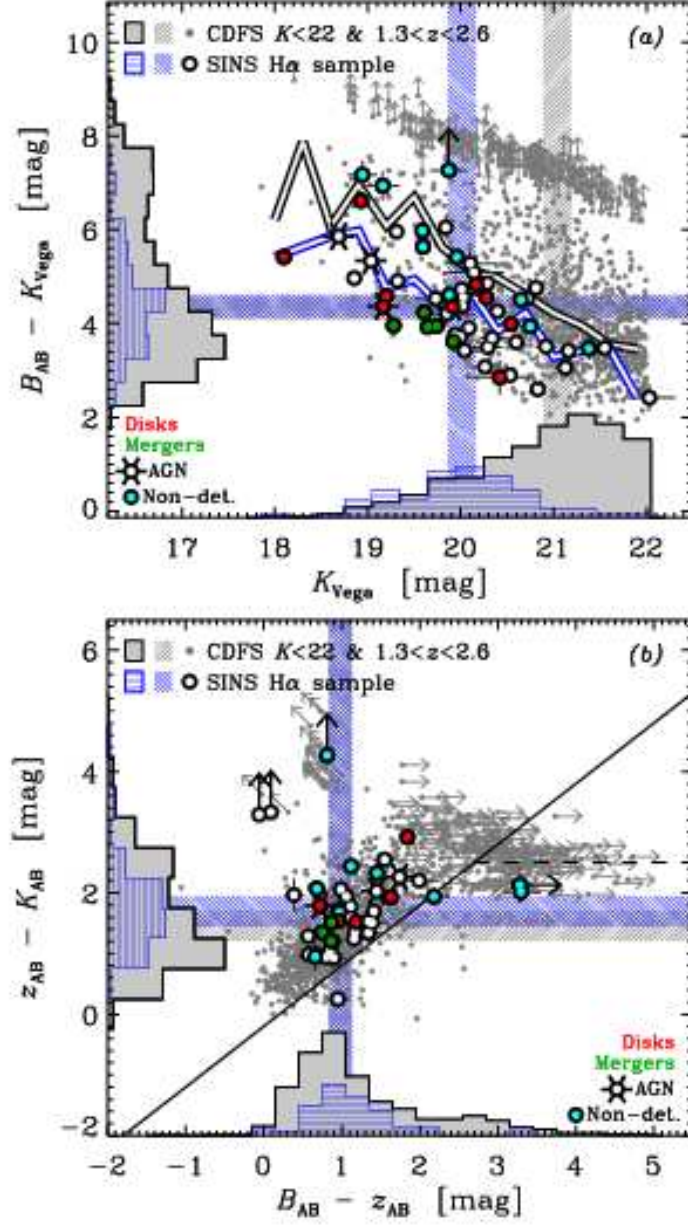 10
8
6
4
2
0
B_AB − K_Vega [mag]
CDFS K<22 & 1.3<z<2.6
(a)
SINS Hα sample
Disks
Mergers
AGN
Non-det.
17 18 19 20 21 22
K_Vega [mag]
6
4
2
0
−2
z_AB − K_AB [mag]
CDFS K<22 & 1.3<z<2.6
(b)
SINS Hα sample
Disks
Mergers
AGN
Non-det.
−2 −1 0 1 2 3 4 5
B_AB − z_AB [mag]